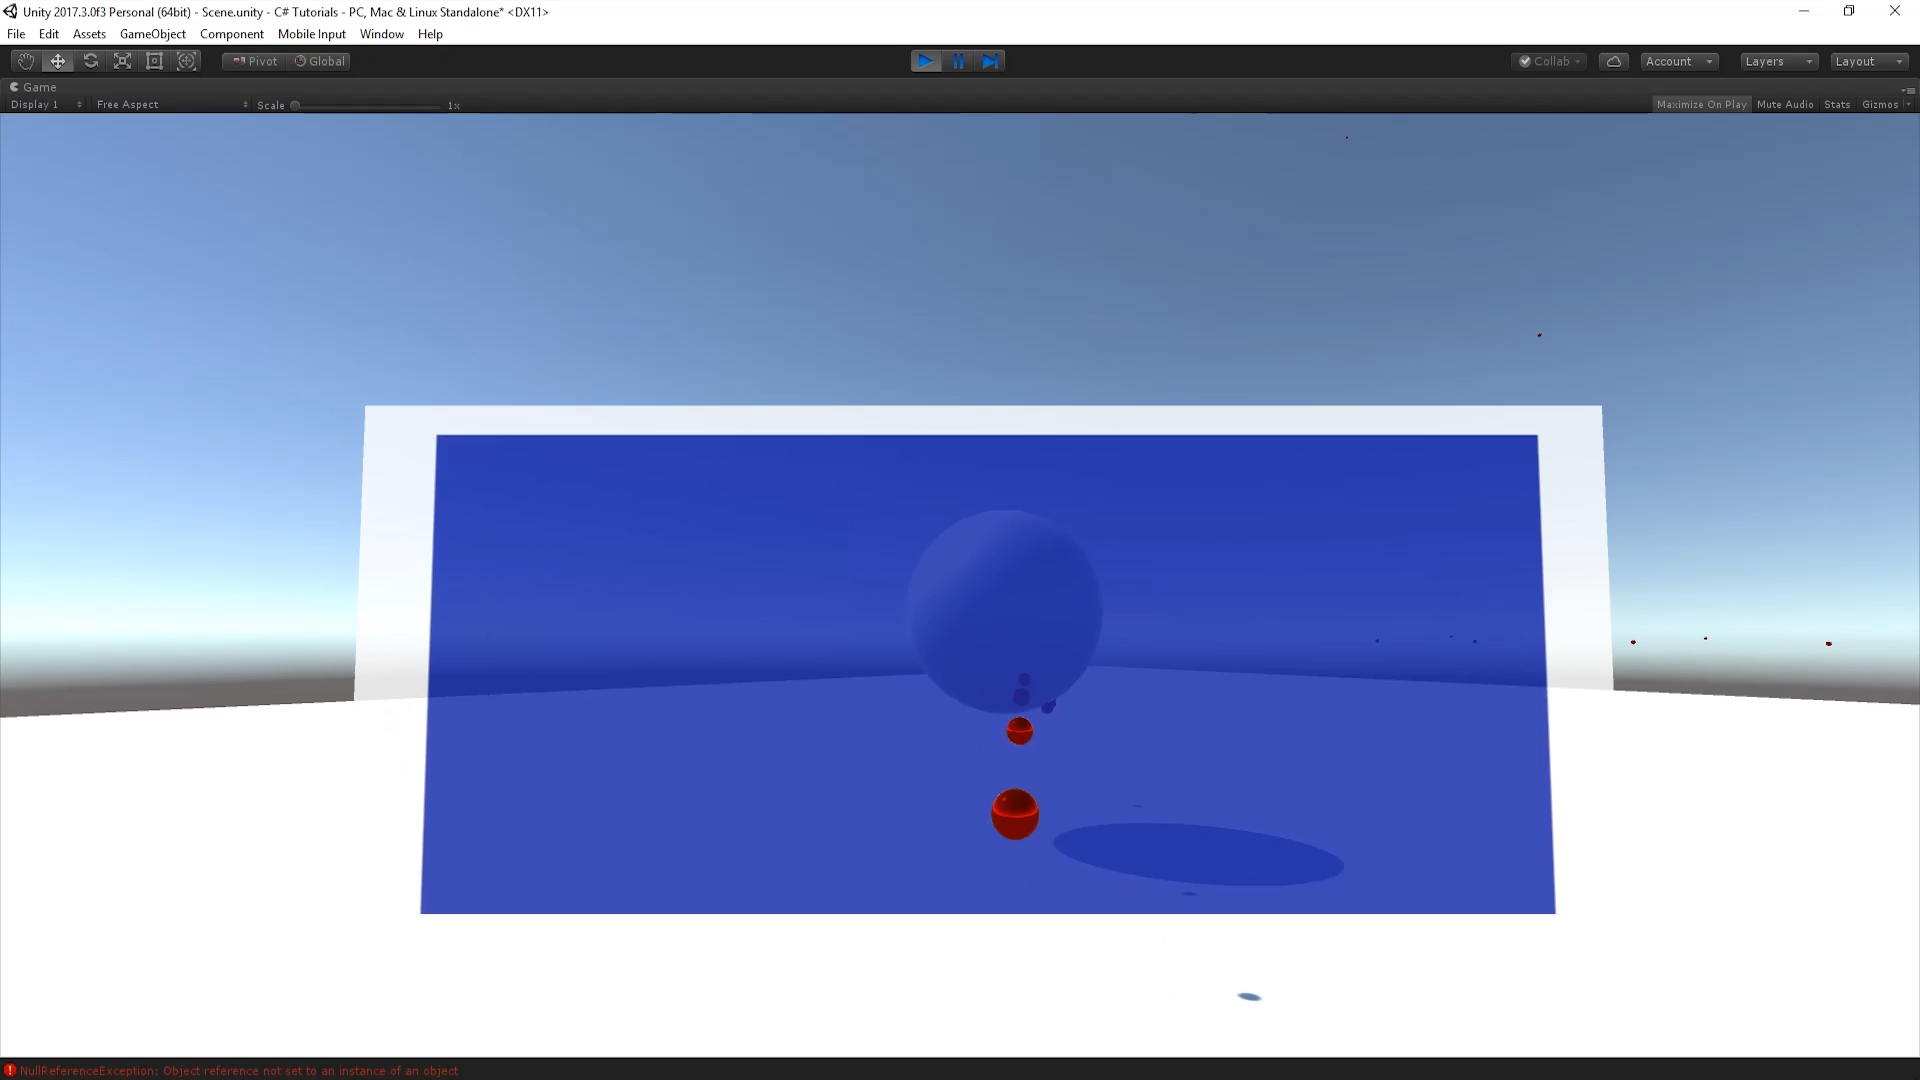 Unity 2017.3.0f3 Personal (64bit) - Scene.unity - C# Tutorials - PC, Mac & Linux Standalone* <DX11>
File Edit Assets GameObject Component Mobile Input Window Help
Pivot Global Collab Account Layers Layout
Game
Display 1 Free Aspect Scale 1x Maximize On Play Mute Audio Stats Gizmos
NullReferenceException: Object reference not set to an instance of an object